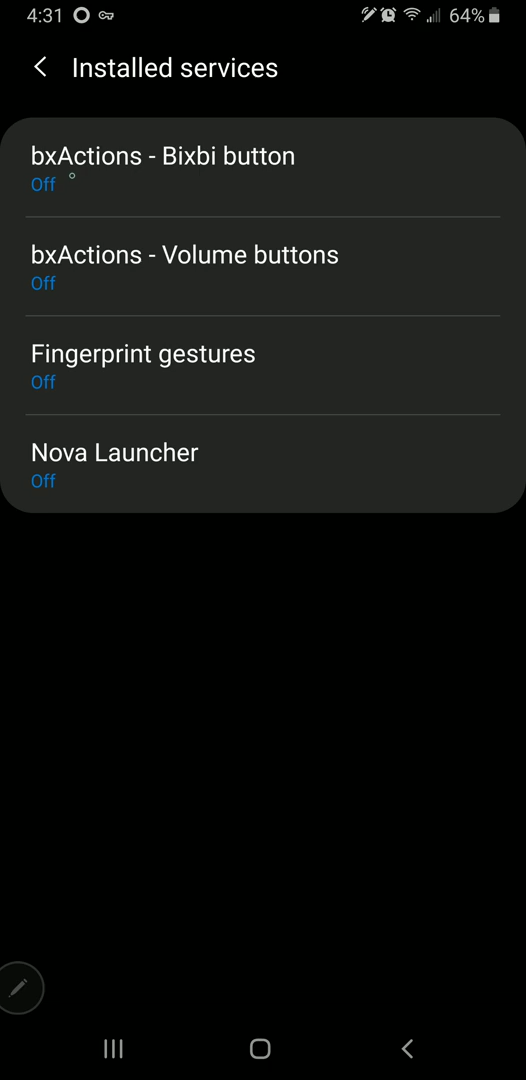 4:31
64%
Installed services
bxActions - Bixbi button
Off
bxActions - Volume buttons
Off
Fingerprint gestures
Off
Nova Launcher
Off